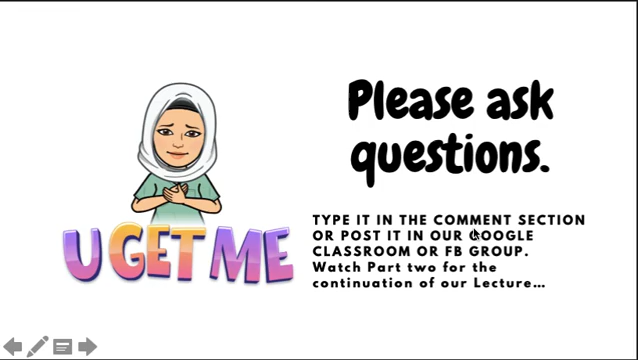 Please ask
questions.
TYPE IT IN THE COMMENT SECTION
OR POST IT IN OUR GOOGLE
CLASSROOM OR FB GROUP.
Watch Part two for the
continuation of our Lecture...
U GET ME